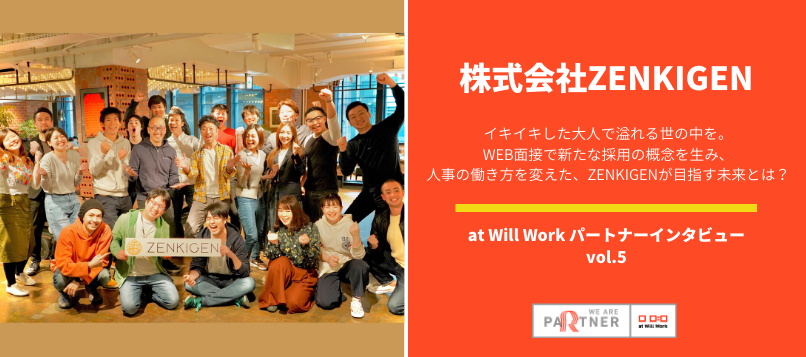 ZENKIGEN
株式会社ZENKIGEN
イキイキした大人で溢れる世の中を。
WEB面接で新たな採用の概念を生み、
人事の働き方を変えた、ZENKIGENが目指す未来とは？
at Will Work パートナーインタビュー
vol.5
WE ARE
PARTNER
at Will Work